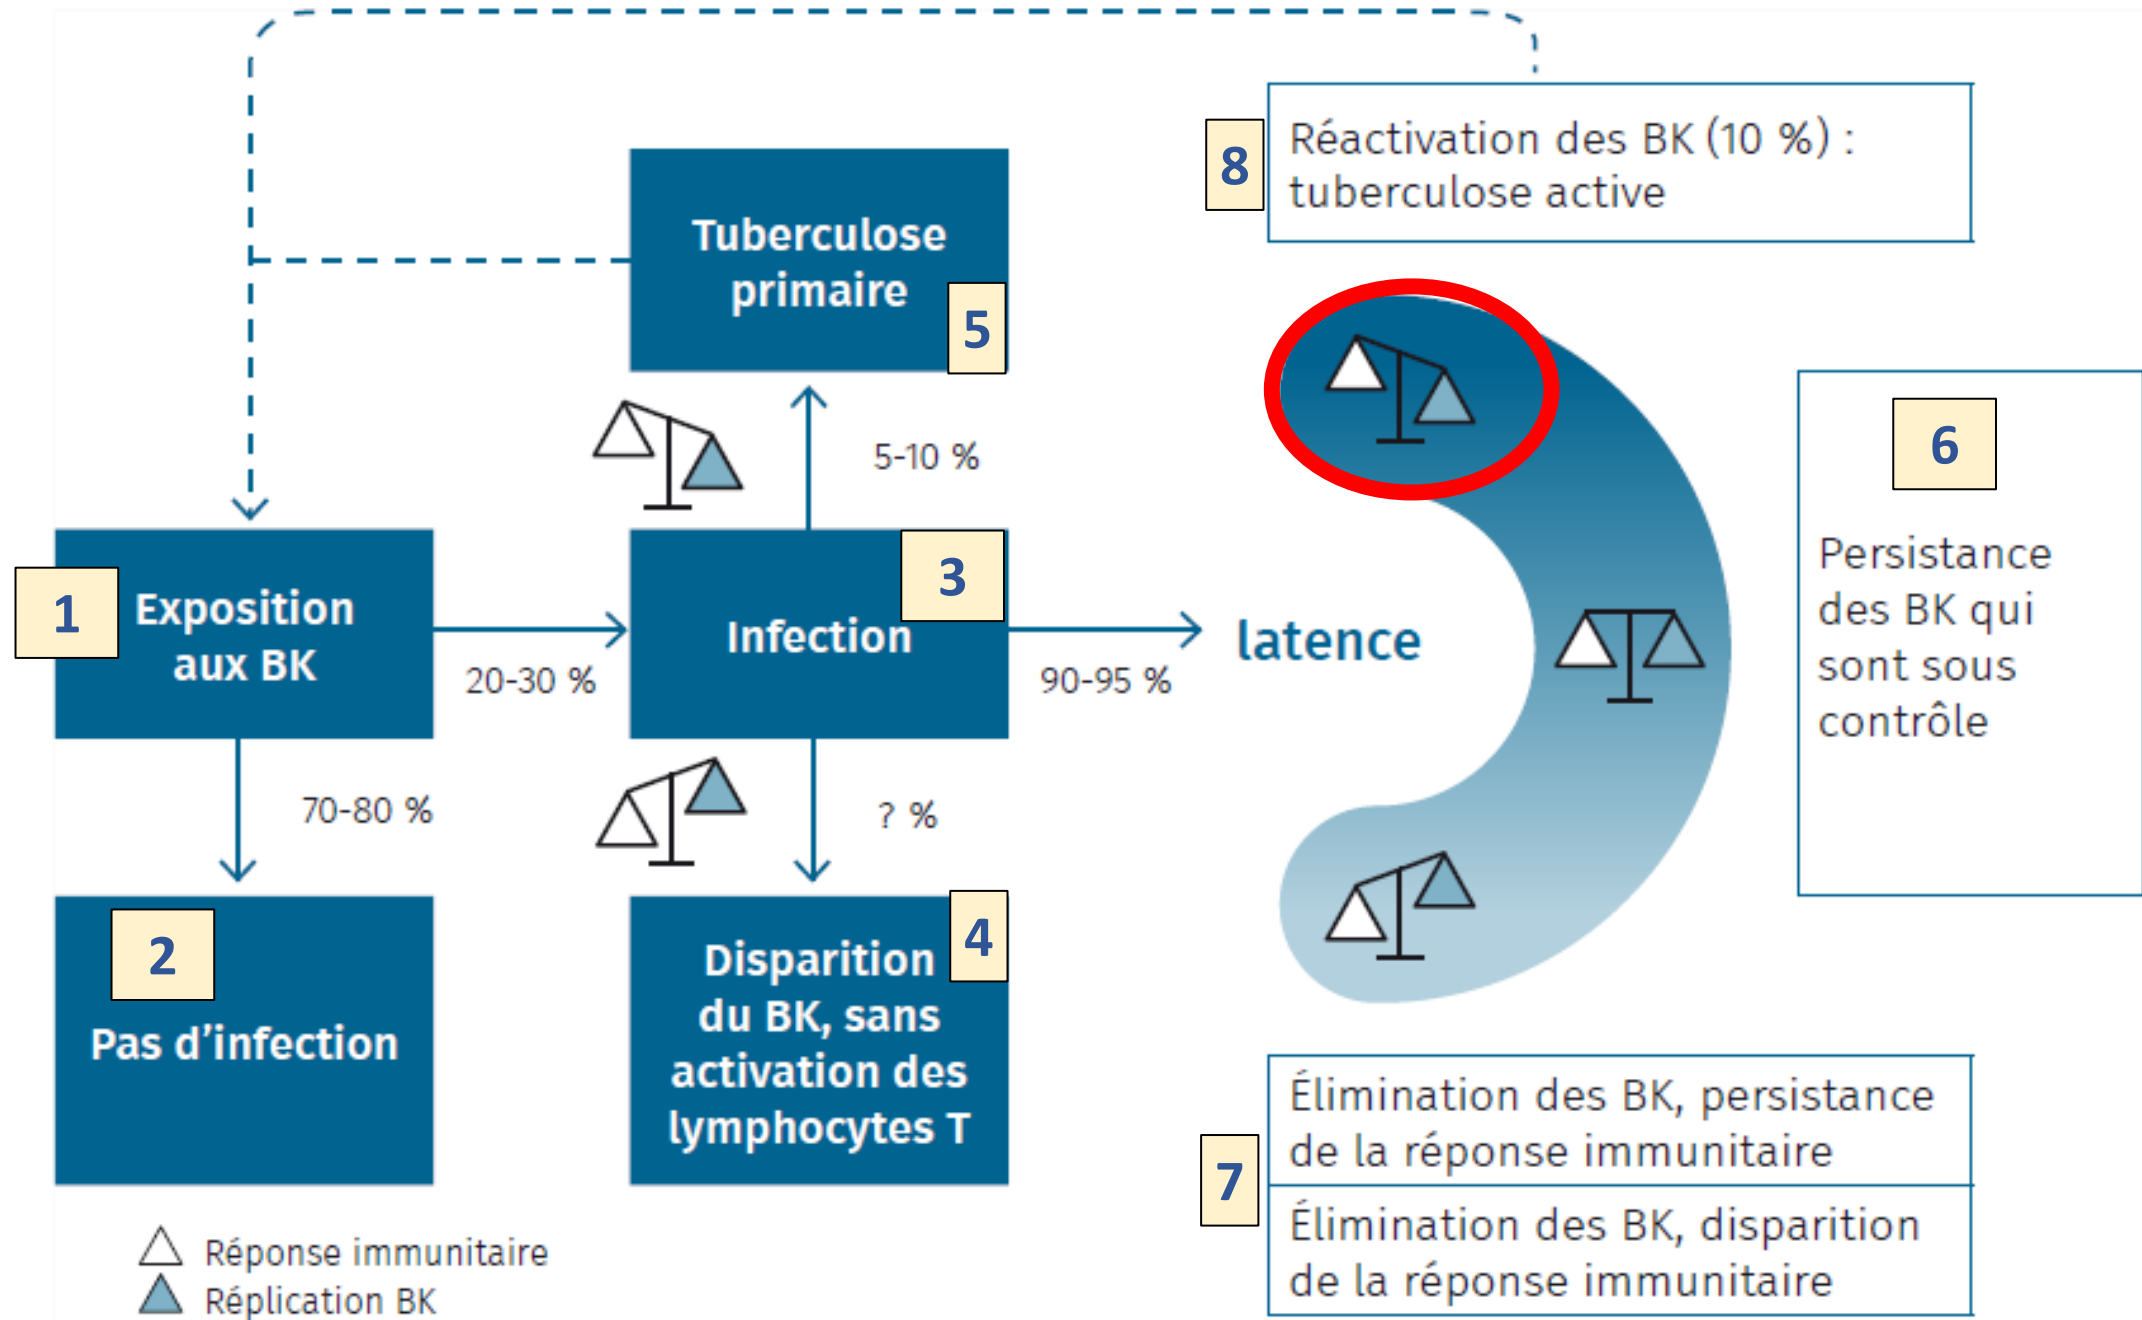 8
Réactivation des BK (10 %) :
tuberculose active
Tuberculose
primaire
5
5-10 %
6
Persistance
des BK qui
sont sous
contrôle
1
Exposition
aux BK
20-30 %
3
Infection
90-95 %
latence
70-80 %
? %
2
Pas d’infection
4
Disparition
du BK, sans
activation des
lymphocytes T
7
Élimination des BK, persistance
de la réponse immunitaire
Élimination des BK, disparition
de la réponse immunitaire
Réponse immunitaire
Réplication BK